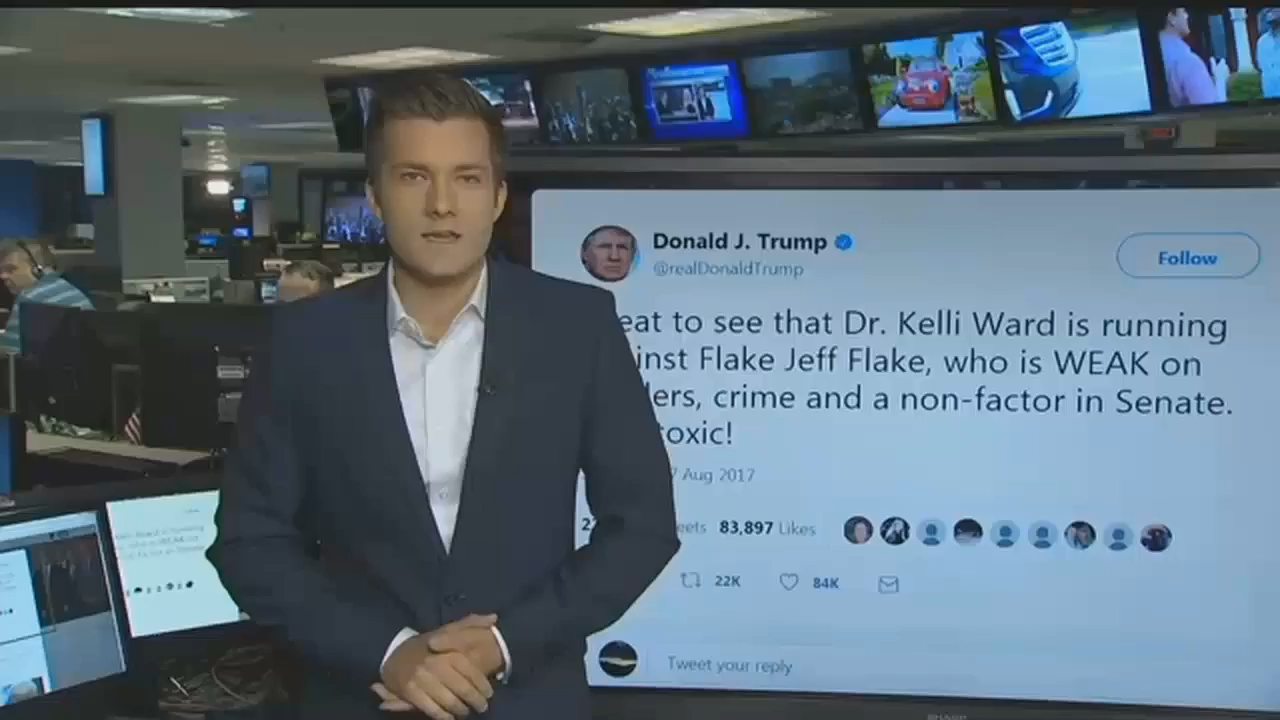 Donald J. Trump
@realDonaldTrump
Follow
eat to see that Dr. Kelli Ward is running
inst Flake Jeff Flake, who is WEAK on
ders, crime and a non-factor in Senate.
toxic!
7 Aug 2017
eets 83,897 Likes
22K 84K
Tweet your reply